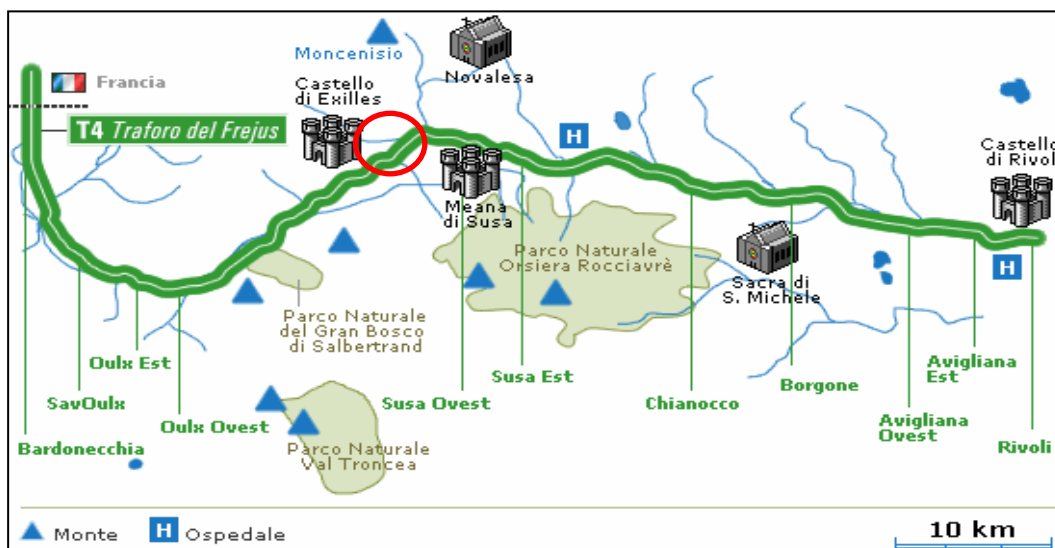 Moncenisio
Novalesa
Francia
T4 Traforo del Frejus
Castello
di Exilles
H
Castello
di Rivol
Meana
di Susa
Parco Naturale
Orsiera Rocciavrè
Sacra di
S. Michele
H
Parco Naturale
del Gran Bosco
di Salbertrand
Oulx Est
Susa Est
Avigliana
Est
SavOulx
Susa Ovest
Chianocco
Borgone
Oulx Ovest
Avigliana
Ovest
Bardonecchia
Parco Naturale
Val Troncea
Rivoli
Monte
H Ospedale
10 km